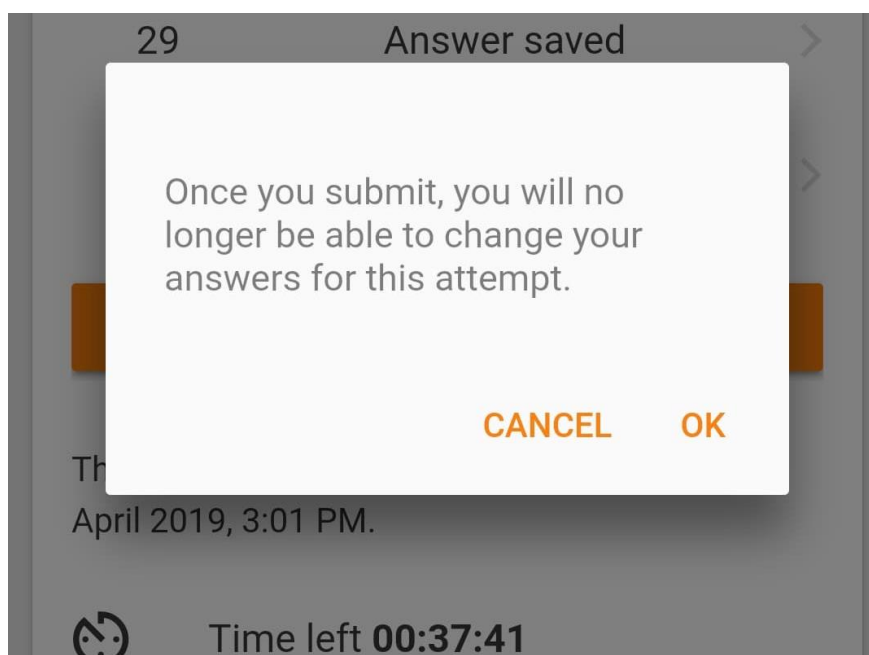 29 Answer saved
Once you submit, you will no
longer be able to change your
answers for this attempt.
CANCEL OK
April 2019, 3:01 PM.
Time left 00:37:41